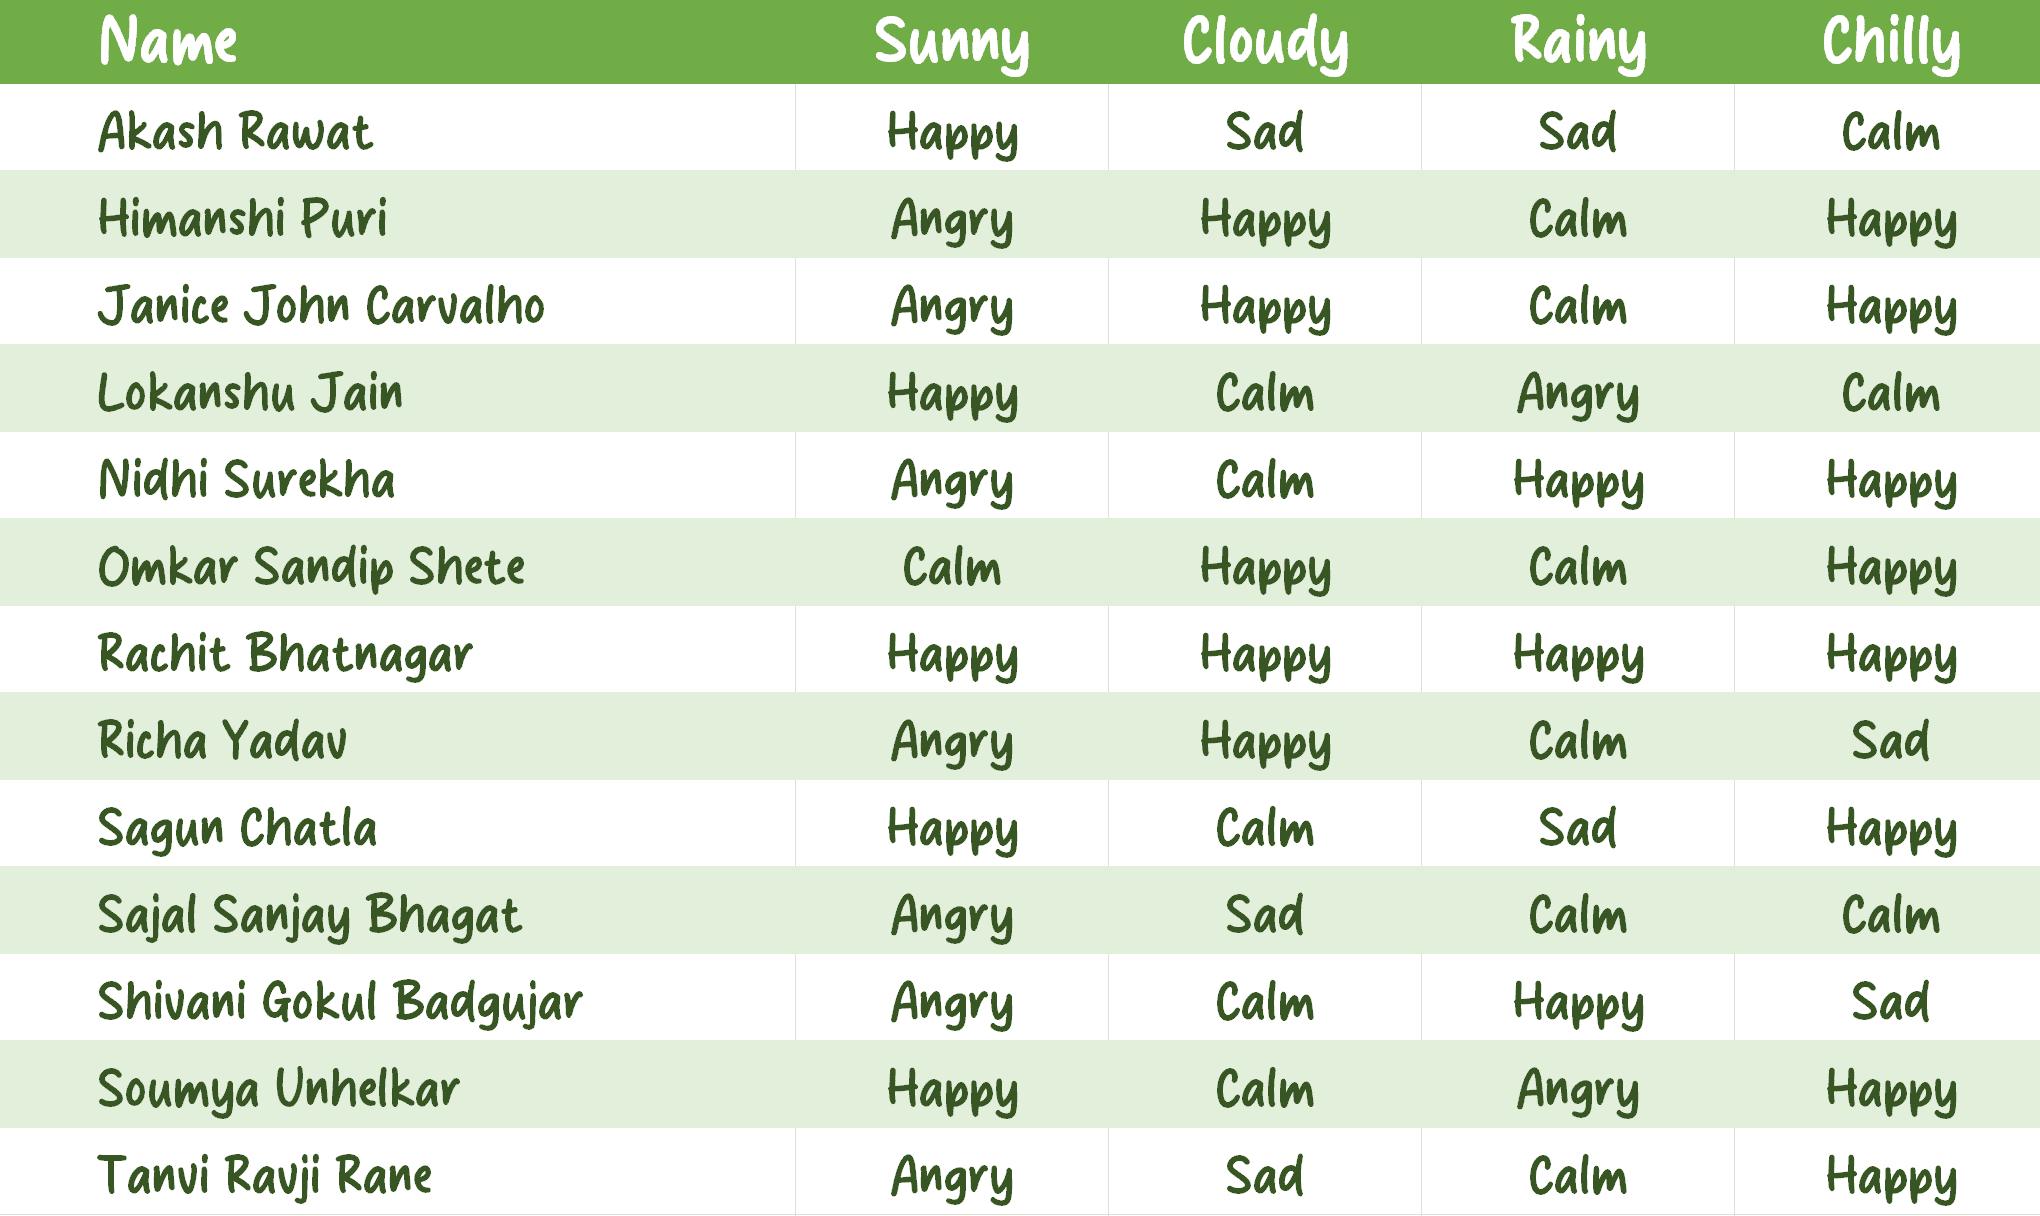 Name Sunny Cloudy Rainy Chilly
Akash Rawat Happy Sad Sad Calm
Himanshi Puri Angry Happy Calm Happy
Janice John Carvalho Angry Happy Calm Happy
Lokanshu Jain Happy Calm Angry Calm
Nidhi Surekha Angry Calm Happy Happy
Omkar Sandip Shete Calm Happy Calm Happy
Rachit Bhatnagar Happy Happy Happy Happy
Richa Yadav Angry Happy Calm Sad
Sagun Chatla Happy Calm Sad Happy
Sajal Sanjay Bhagat Angry Sad Calm Calm
Shivani Gokul Badgujar Angry Calm Happy Sad
Soumya Unhelkar Happy Calm Angry Happy
Tanvi Ravji Rane Angry Sad Calm Happy